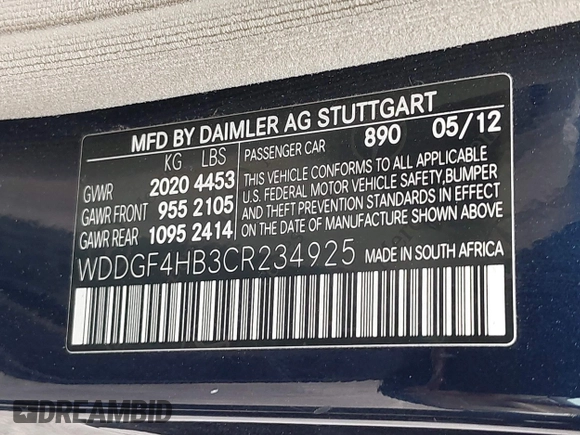 MFD BY DAIMLER AG STUTTGART
KG LBS
PASSENGER CAR 890 05/12
GVWR 2020 4453
GAWR FRONT 955 2105
GAWR REAR 1095 2414
THIS VEHICLE CONFORMS TO ALL APPLICABLE
U.S. FEDERAL MOTOR VEHICLE SAFETY, BUMPER
AND THEFT PREVENTION STANDARDS IN EFFECT
ON THE DATE OF MANUFACTURE SHOWN ABOVE.
WDDGF4HB3CR234925 MADE IN SOUTH AFRICA
DREAMBID